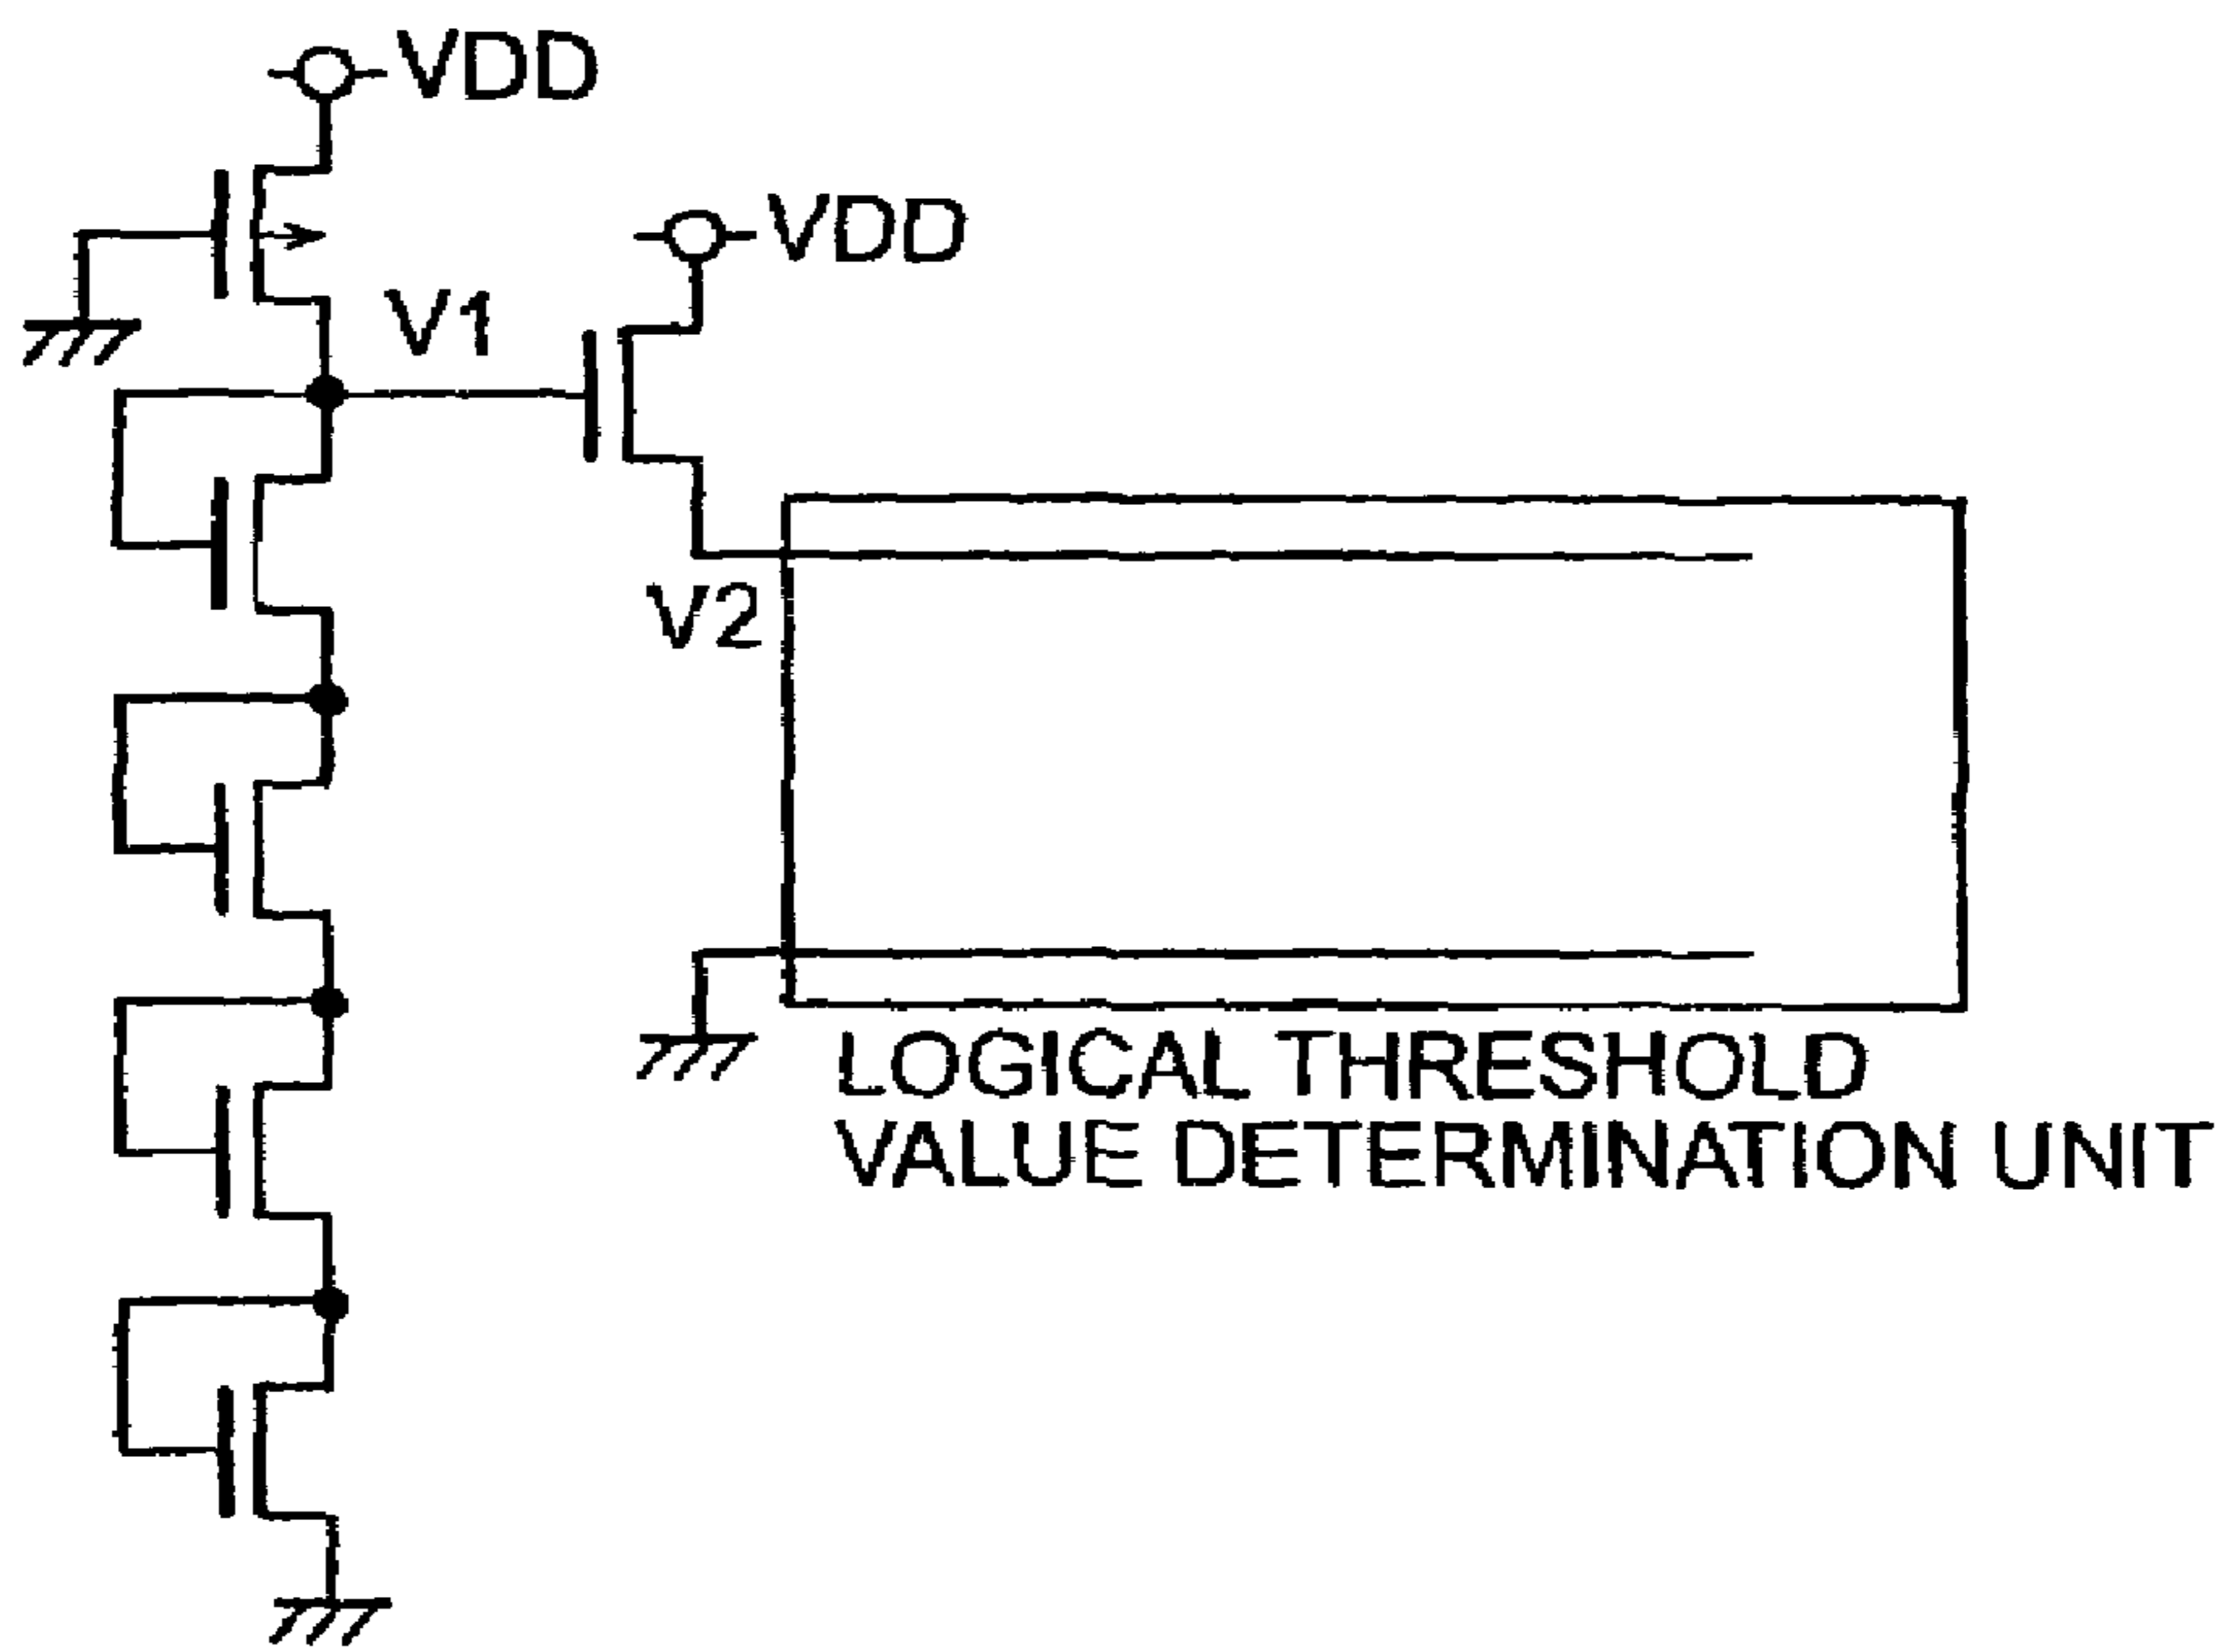 VDD
VDD
V1
V2
LOGICAL THRESHOLD
VALUE DETERMINATION UNIT